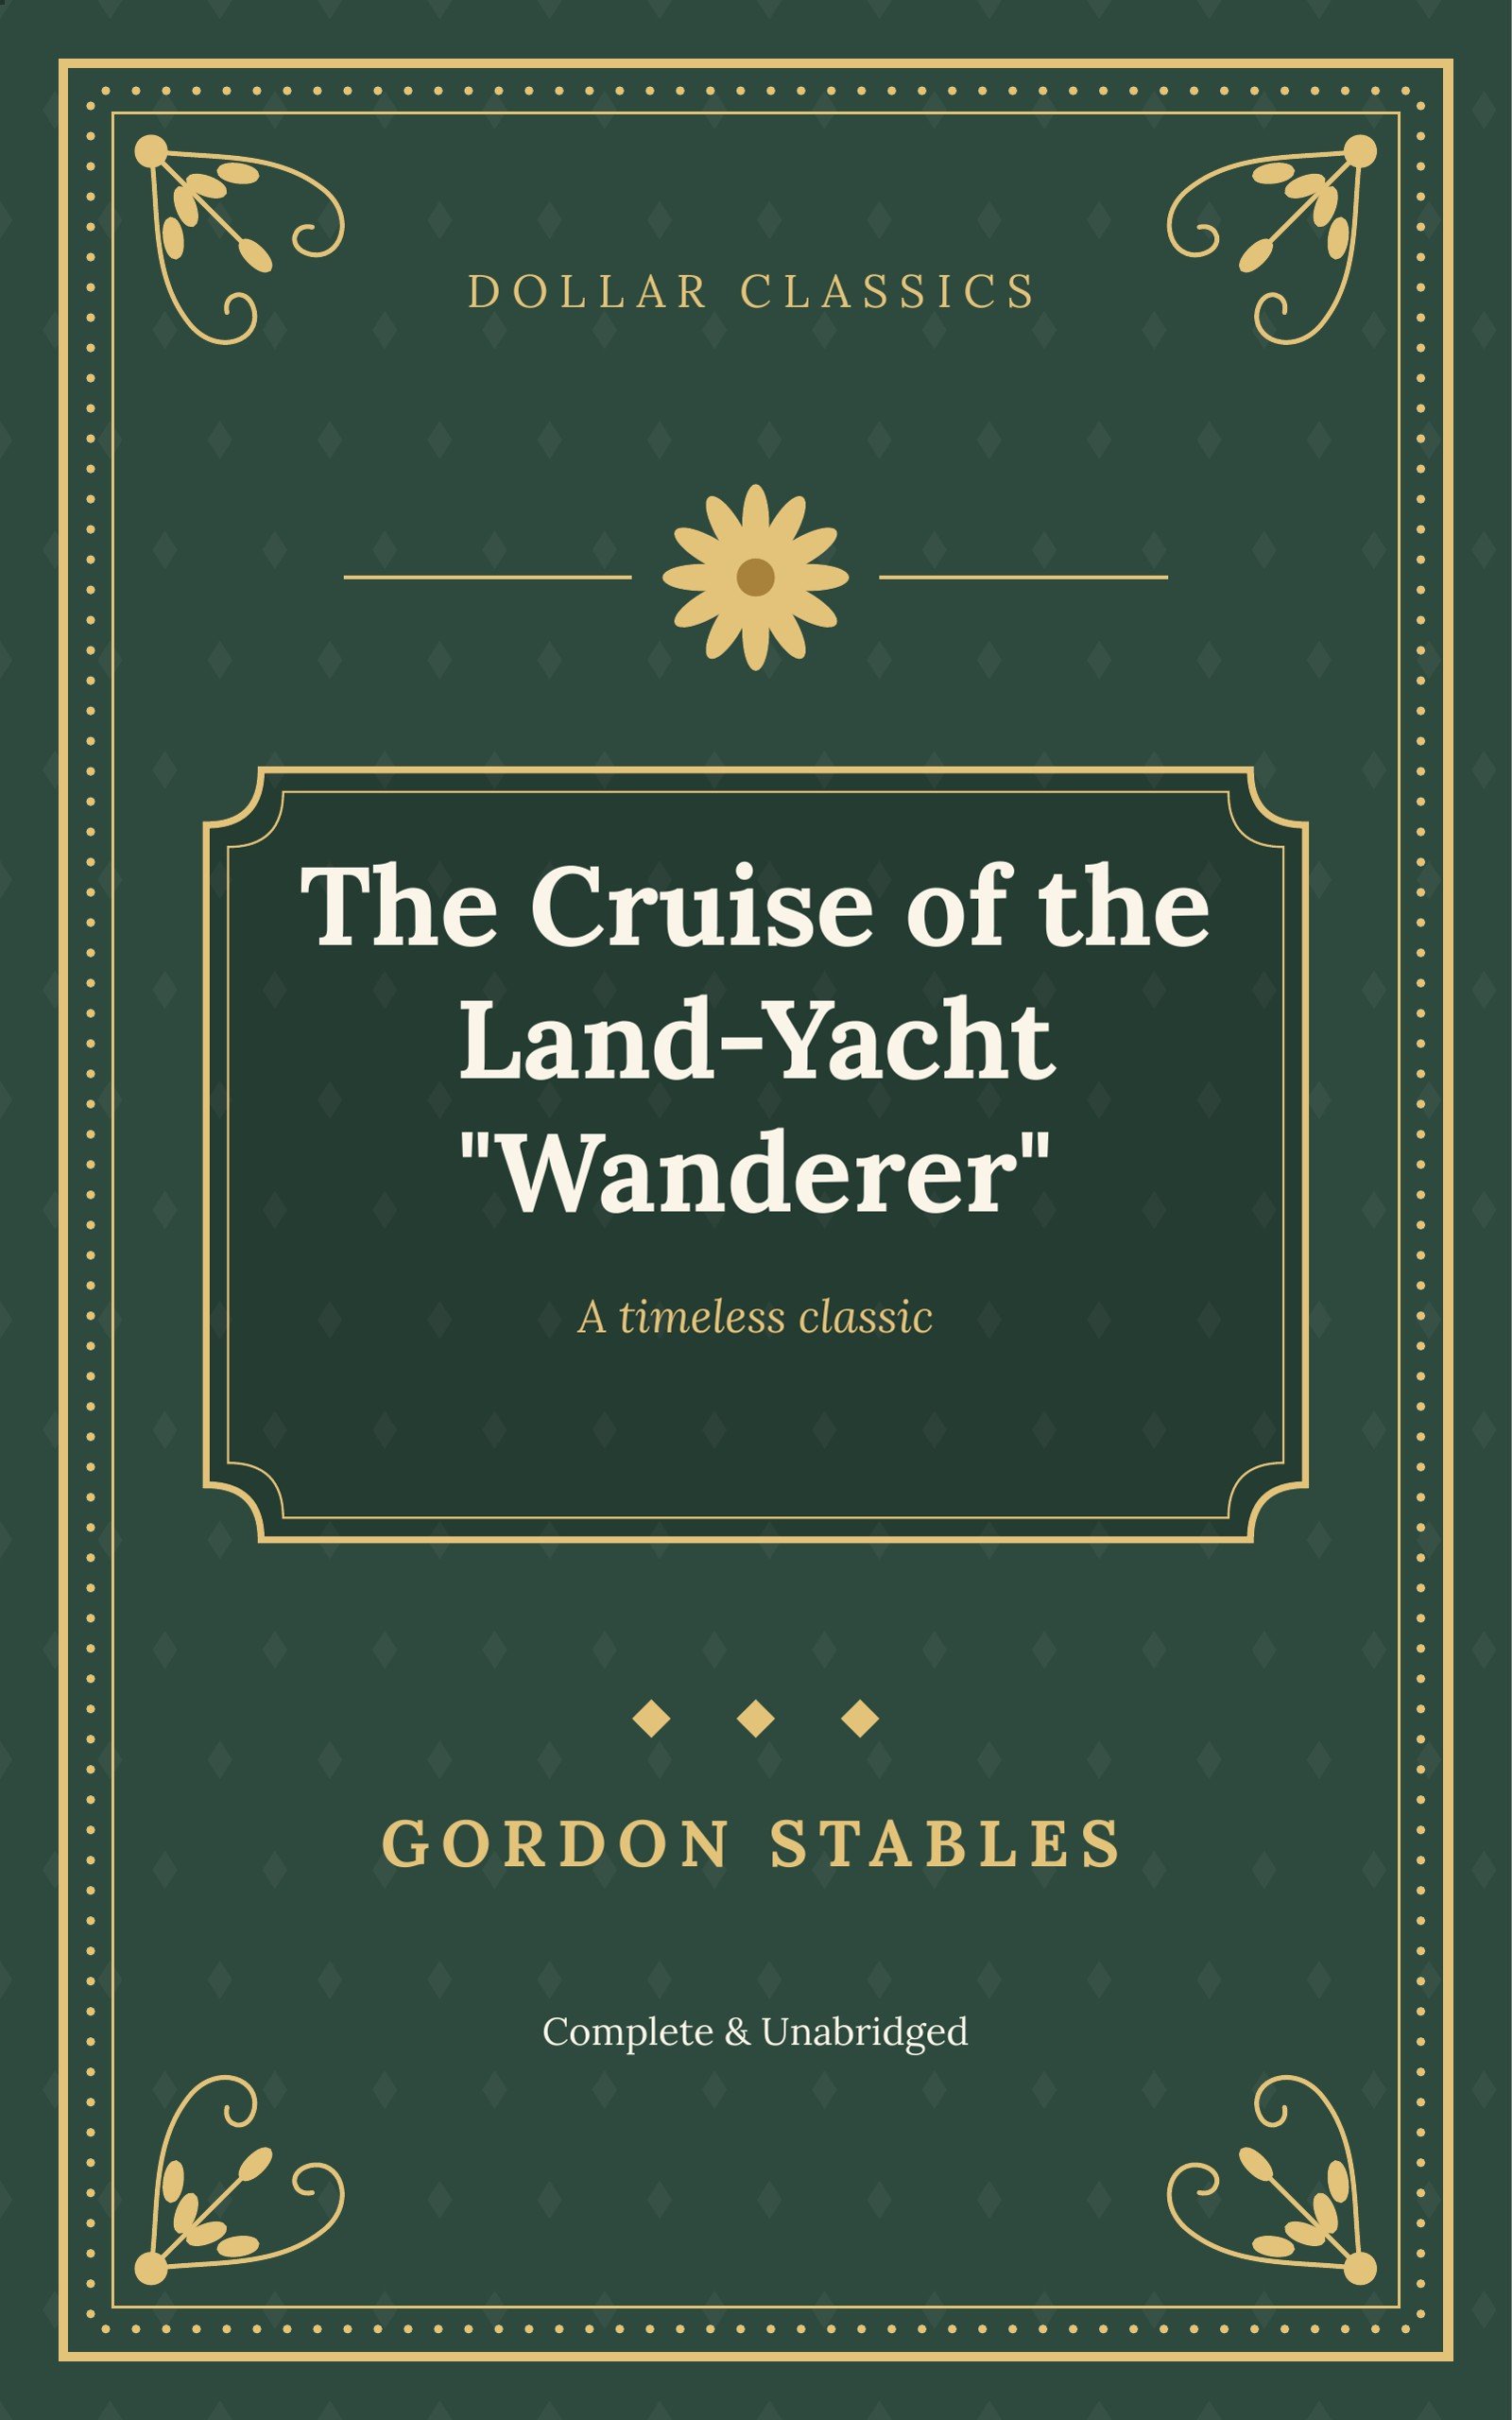 DOLLAR CLASSICS
The Cruise of the
Land-Yacht
"Wanderer"
A timeless classic
GORDON STABLES
Complete & Unabridged